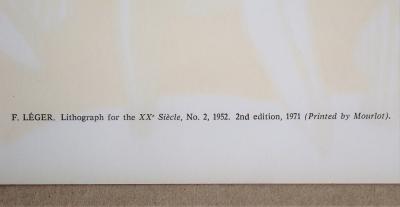 F. LÉGER. Lithograph for the XXe Siècle, No. 2, 1952. 2nd edition, 1971 (Printed by Mourlot).